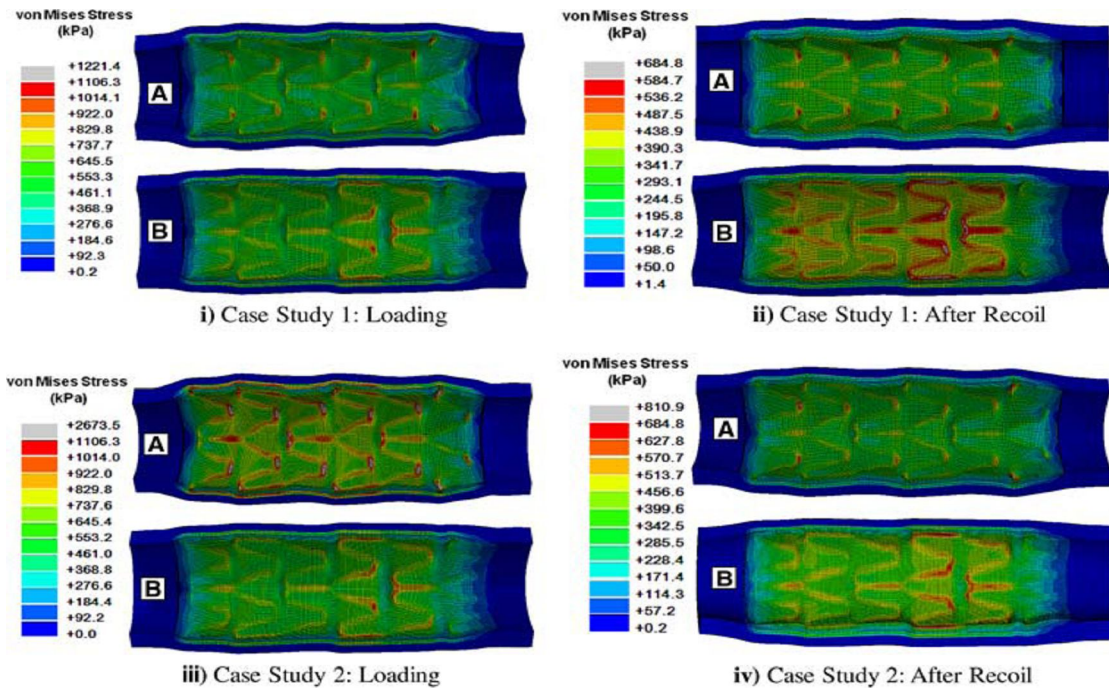 von Mises Stress
(kPa)
+1221.4
+1106.3
+1014.1
+922.0
+829.8
+737.7
+645.5
+553.3
+461.1
+368.9
+276.6
+184.6
+92.3
+0.2
A
B
i) Case Study 1: Loading
von Mises Stress
(kPa)
+684.8
+584.7
+536.2
+487.5
+438.9
+390.3
+341.7
+293.1
+244.5
+195.8
+147.2
+98.6
+50.0
+1.4
A
B
ii) Case Study 1: After Recoil
von Mises Stress
(kPa)
+2673.5
+1106.3
+1014.0
+922.0
+829.8
+737.6
+645.4
+553.2
+461.0
+368.8
+276.6
+184.4
+92.2
+0.0
A
B
iii) Case Study 2: Loading
von Mises Stress
(kPa)
+810.9
+684.8
+627.8
+570.7
+513.7
+456.6
+399.6
+342.5
+285.5
+228.4
+171.4
+114.3
+57.2
+0.2
A
B
iv) Case Study 2: After Recoil